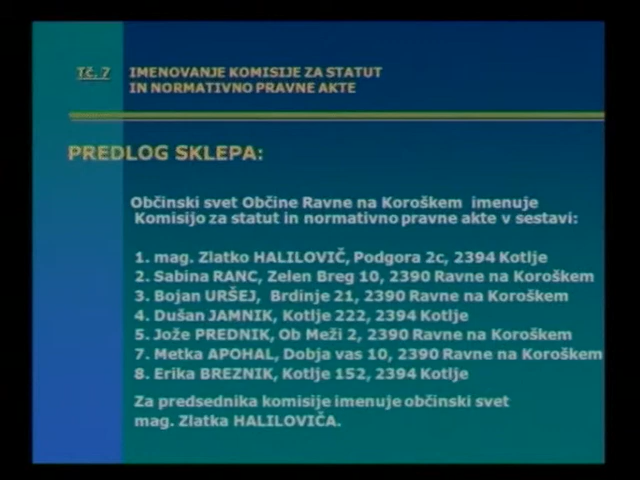 Tč. 7 IMENOVANJE KOMISIJE ZA STATUT
IN NORMATIVNO PRAVNE AKTE
PREDLOG SKLEPA:
Občinski svet Občine Ravne na Koroškem imenuje
Komisijo za statut in normativno pravne akte v sestavi:
1. mag. Zlatko HALILOVIČ, Podgora 2c, 2394 Kotlje
2. Sabina RANC, Zelen Breg 10, 2390 Ravne na Koroškem
3. Bojan URŠEJ, Brdinje 21, 2390 Ravne na Koroškem
4. Dušan JAMNIK, Kotlje 222, 2394 Kotlje
5. Jože PREDNIK, Ob Meži 2, 2390 Ravne na Koroškem
7. Metka APOHAL, Dobja vas 10, 2390 Ravne na Koroškem
8. Erika BREZNIK, Kotlje 152, 2394 Kotlje
Za predsednika komisije imenuje občinski svet
mag. Zlatka HALILOVIČA.